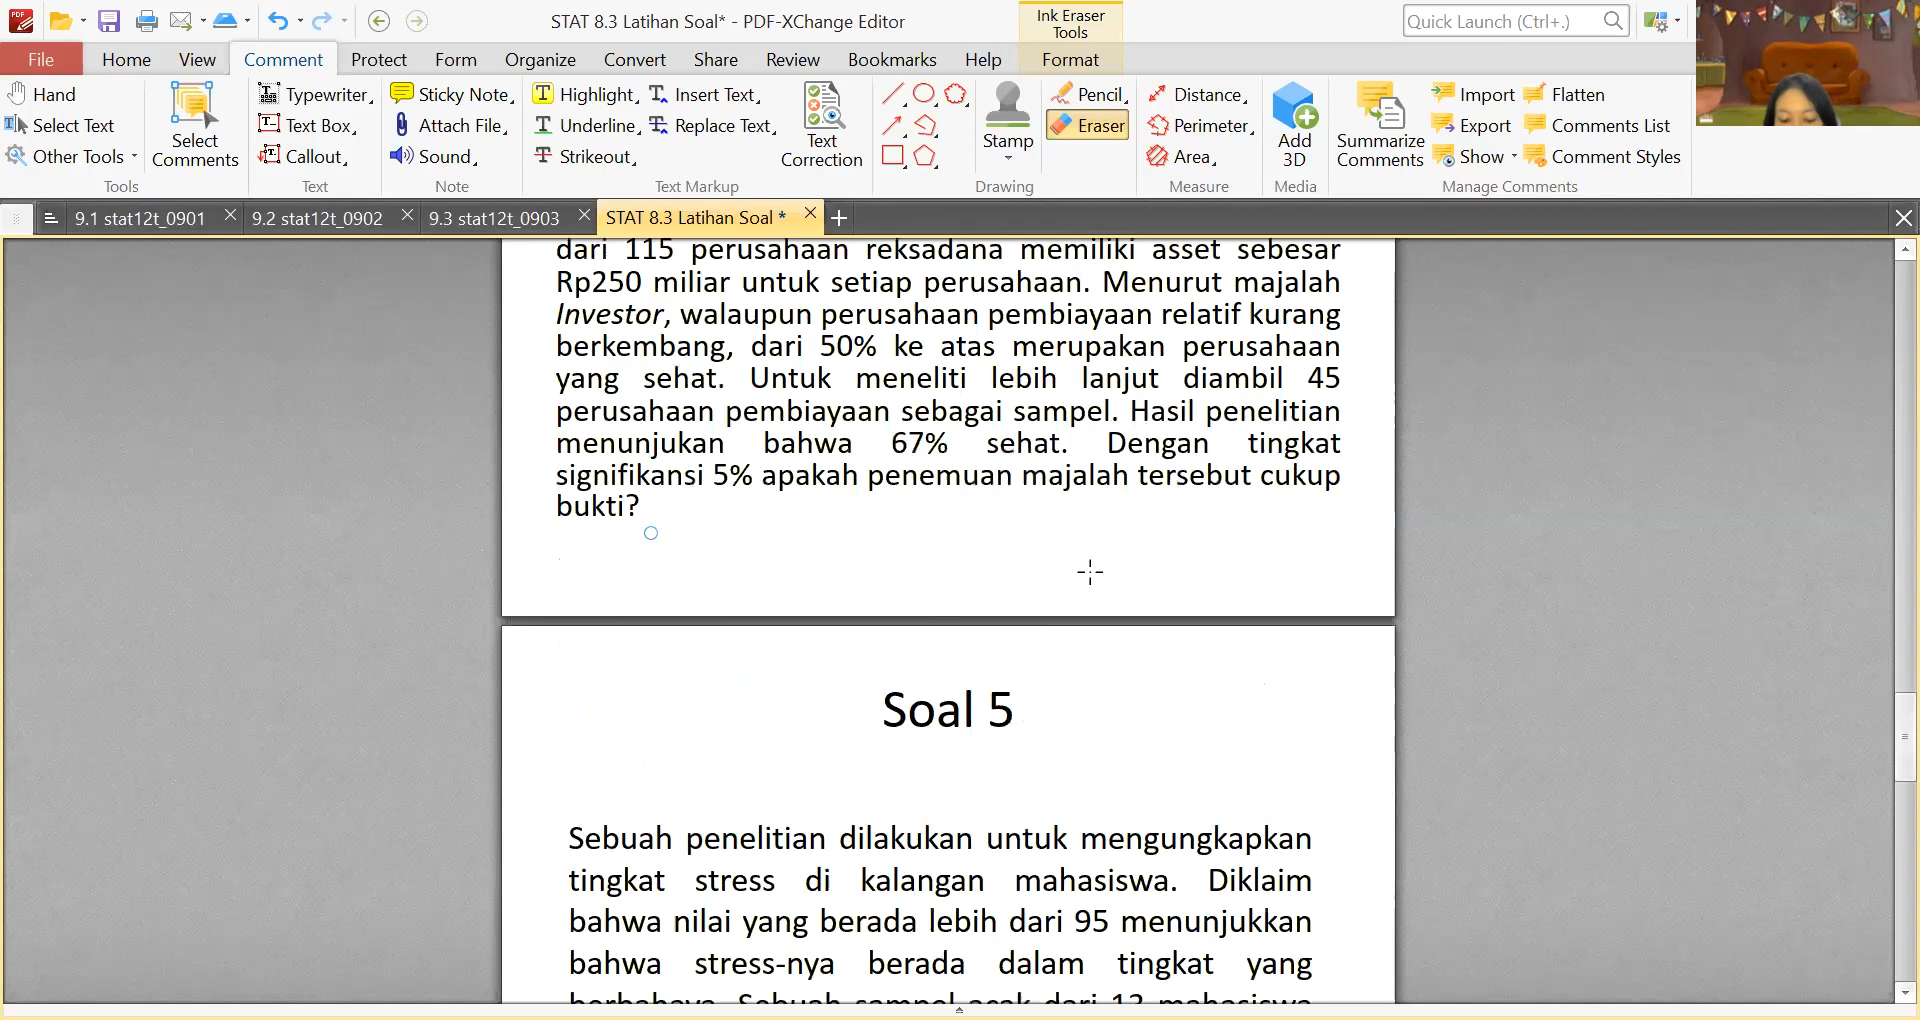 STAT 8.3 Latihan Soal* - PDF-XChange Editor
Ink Eraser Tools
Quick Launch (Ctrl+.)
File Home View Comment Protect Form Organize Convert Share Review Bookmarks Help Format
Hand
Select Text
Other Tools
Select Comments
Tools
Typewriter
Text Box
Callout
Text
Sticky Note
Attach File
Sound
Note
Highlight
Underline
Strikeout
Insert Text
Replace Text
Text Correction
Text Markup
Stamp
Pencil
Eraser
Drawing
Distance
Perimeter
Area
Measure
Add 3D
Media
Summarize Comments
Import
Export
Show
Flatten
Comments List
Comment Styles
Manage Comments
9.1 stat12t_0901
9.2 stat12t_0902
9.3 stat12t_0903
STAT 8.3 Latihan Soal *
dari 115 perusahaan reksadana memiliki asset sebesar
Rp250 miliar untuk setiap perusahaan. Menurut majalah
Investor, walaupun perusahaan pembiayaan relatif kurang
berkembang, dari 50% ke atas merupakan perusahaan
yang sehat. Untuk meneliti lebih lanjut diambil 45
perusahaan pembiayaan sebagai sampel. Hasil penelitian
menunjukan bahwa 67% sehat. Dengan tingkat
signifikansi 5% apakah penemuan majalah tersebut cukup
bukti?
Soal 5
Sebuah penelitian dilakukan untuk mengungkapkan
tingkat stress di kalangan mahasiswa. Diklaim
bahwa nilai yang berada lebih dari 95 menunjukkan
bahwa stress-nya berada dalam tingkat yang
berbahaya. Sebuah sampel acak dari 13 mahasiswa